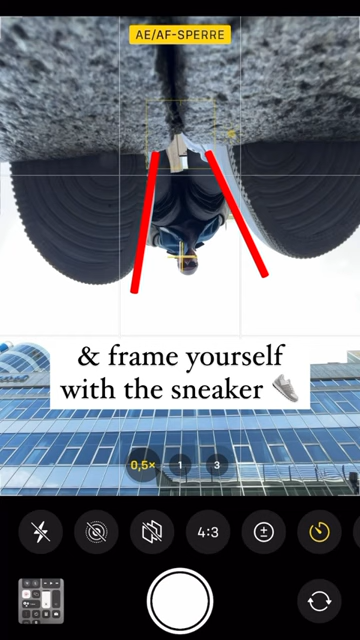 AE/AF-SPERRE
& frame yourself
with the sneaker
0,5×
1
3
4:3